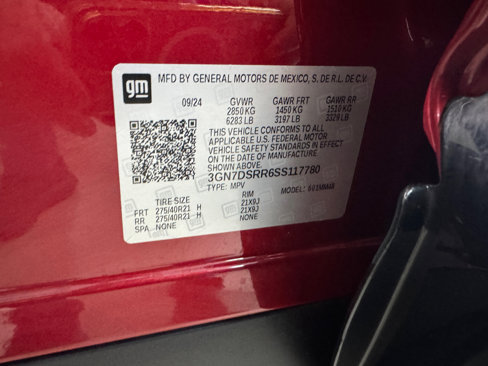 gm
MFD BY GENERAL MOTORS DE MEXICO, S. DE R.L. DE C.V.
09/24 GVWR GAWR FRT GAWR RR
2850 KG 1450 KG 1510 KG
6283 LB 3197 LB 3329 LB
THIS VEHICLE CONFORMS TO ALL
APPLICABLE U.S. FEDERAL MOTOR
VEHICLE SAFETY STANDARDS IN EFFECT
ON THE DATE OF MANUFACTURE
SHOWN ABOVE.
3GN7DSRR6SS117780
TYPE: MPV MODEL:
TIRE SIZE RIM
FRT 275/40R21 H 21X9J
RR 275/40R21 H 21X9J
SPA NONE NONE